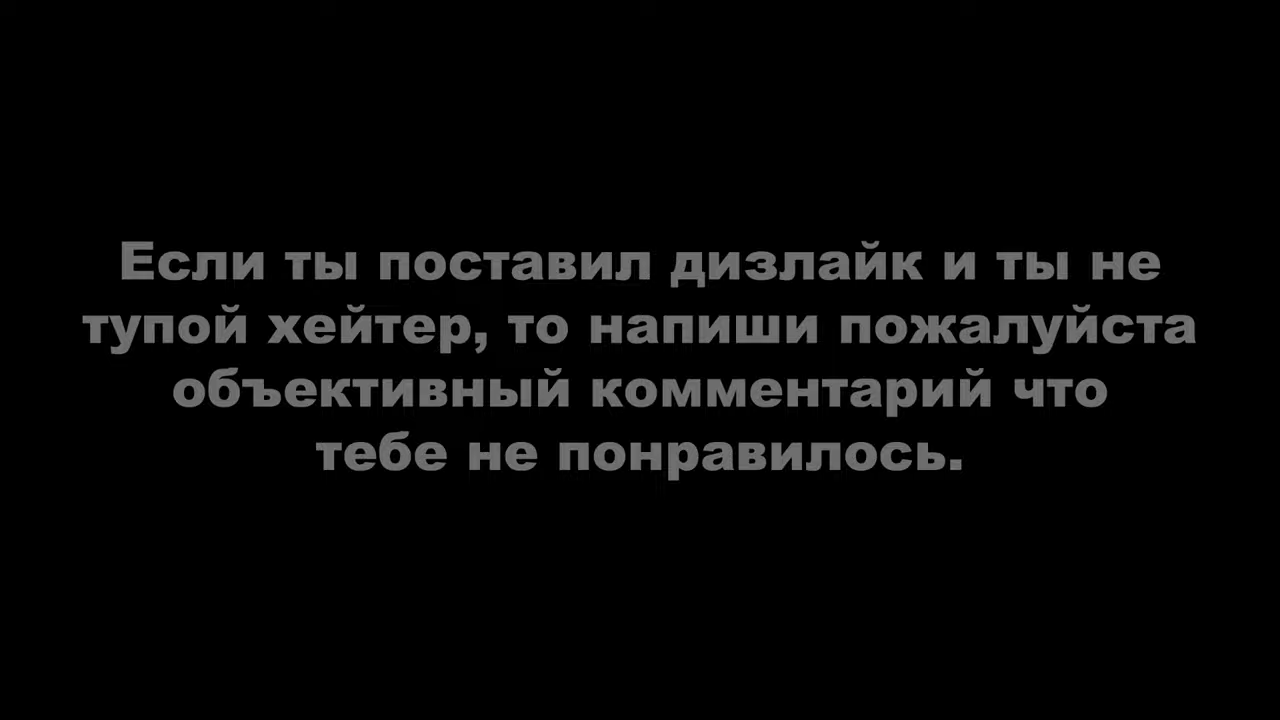 Если ты поставил дизлайк и ты не
тупой хейтер, то напиши пожалуйста
объективный комментарий что
тебе не понравилось.